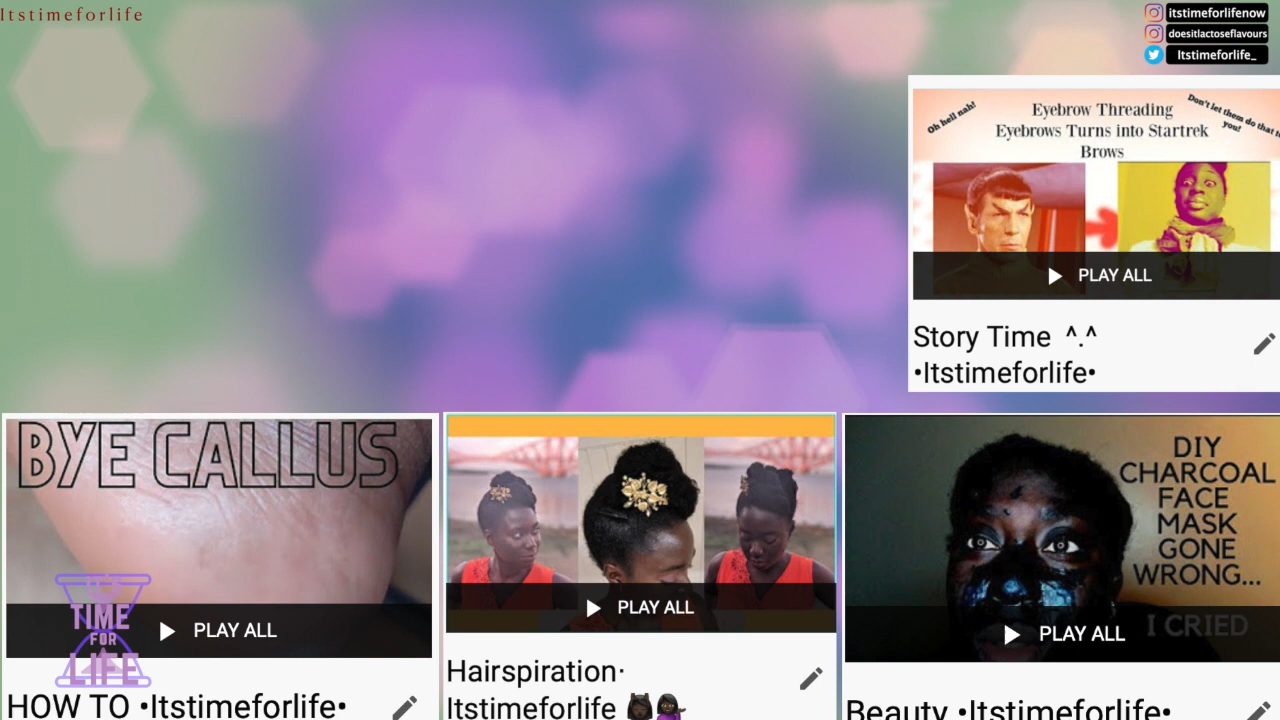 Itstimeforlife
itstimeforlifenow
doesitlactoseflavours
Itstimeforlife_
Oh hell nah!
Eyebrow Threading
Eyebrows Turns into Startrek
Brows
Don't let them do that to
you!
PLAY ALL
Story Time ^.^
•Itstimeforlife•
BYE CALLUS
TIME
FOR
LIFE
PLAY ALL
HOW TO •Itstimeforlife•
PLAY ALL
Hairspiration·
Itstimeforlife
DIY
CHARCOAL
FACE
MASK
GONE
WRONG...
I CRIED
PLAY ALL
Beauty •Itstimeforlife•